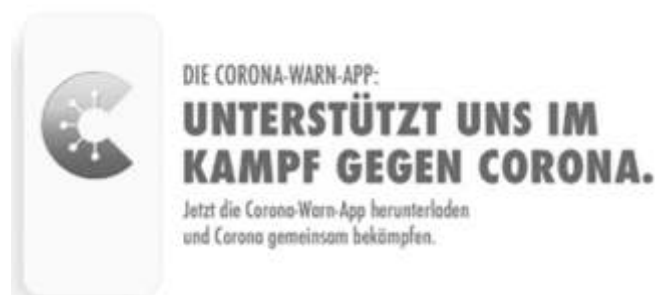 DIE CORONA-WARN-APP:
UNTERSTÜTZT UNS IM
KAMPF GEGEN CORONA.
Jetzt die Corona-Warn-App herunterladen
und Corona gemeinsam bekämpfen.